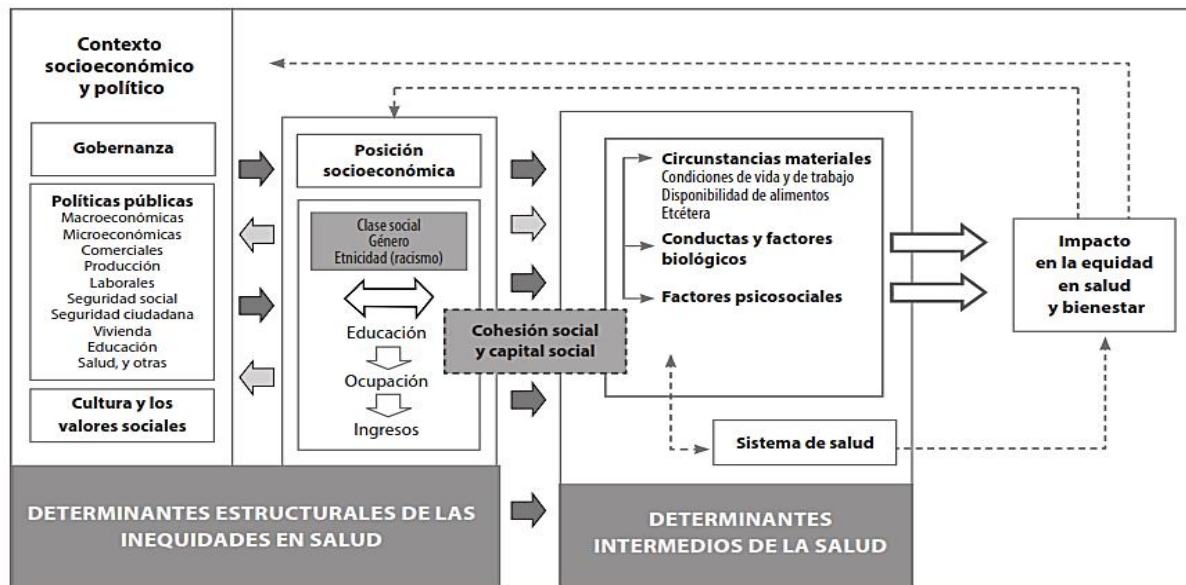 Contexto
socioeconómico
y político
Gobernanza
Políticas públicas
Macroeconómicas
Microeconómicas
Comerciales
Producción
Laborales
Seguridad social
Seguridad ciudadana
Vivienda
Educación
Salud, y otras
Cultura y los
valores sociales
Posición
socioeconómica
Clase social
Género
Etnicidad (racismo)
Educación
Ocupación
Ingresos
Cohesión social
y capital social
Circunstancias materiales
Condiciones de vida y de trabajo
Disponibilidad de alimentos
Etcétera
Conductas y factores
biológicos
Factores psicosociales
Sistema de salud
Impacto
en la equidad
en salud
y bienestar
DETERMINANTES ESTRUCTURALES DE LAS
INEQUIDADES EN SALUD
DETERMINANTES
INTERMEDIOS DE LA SALUD